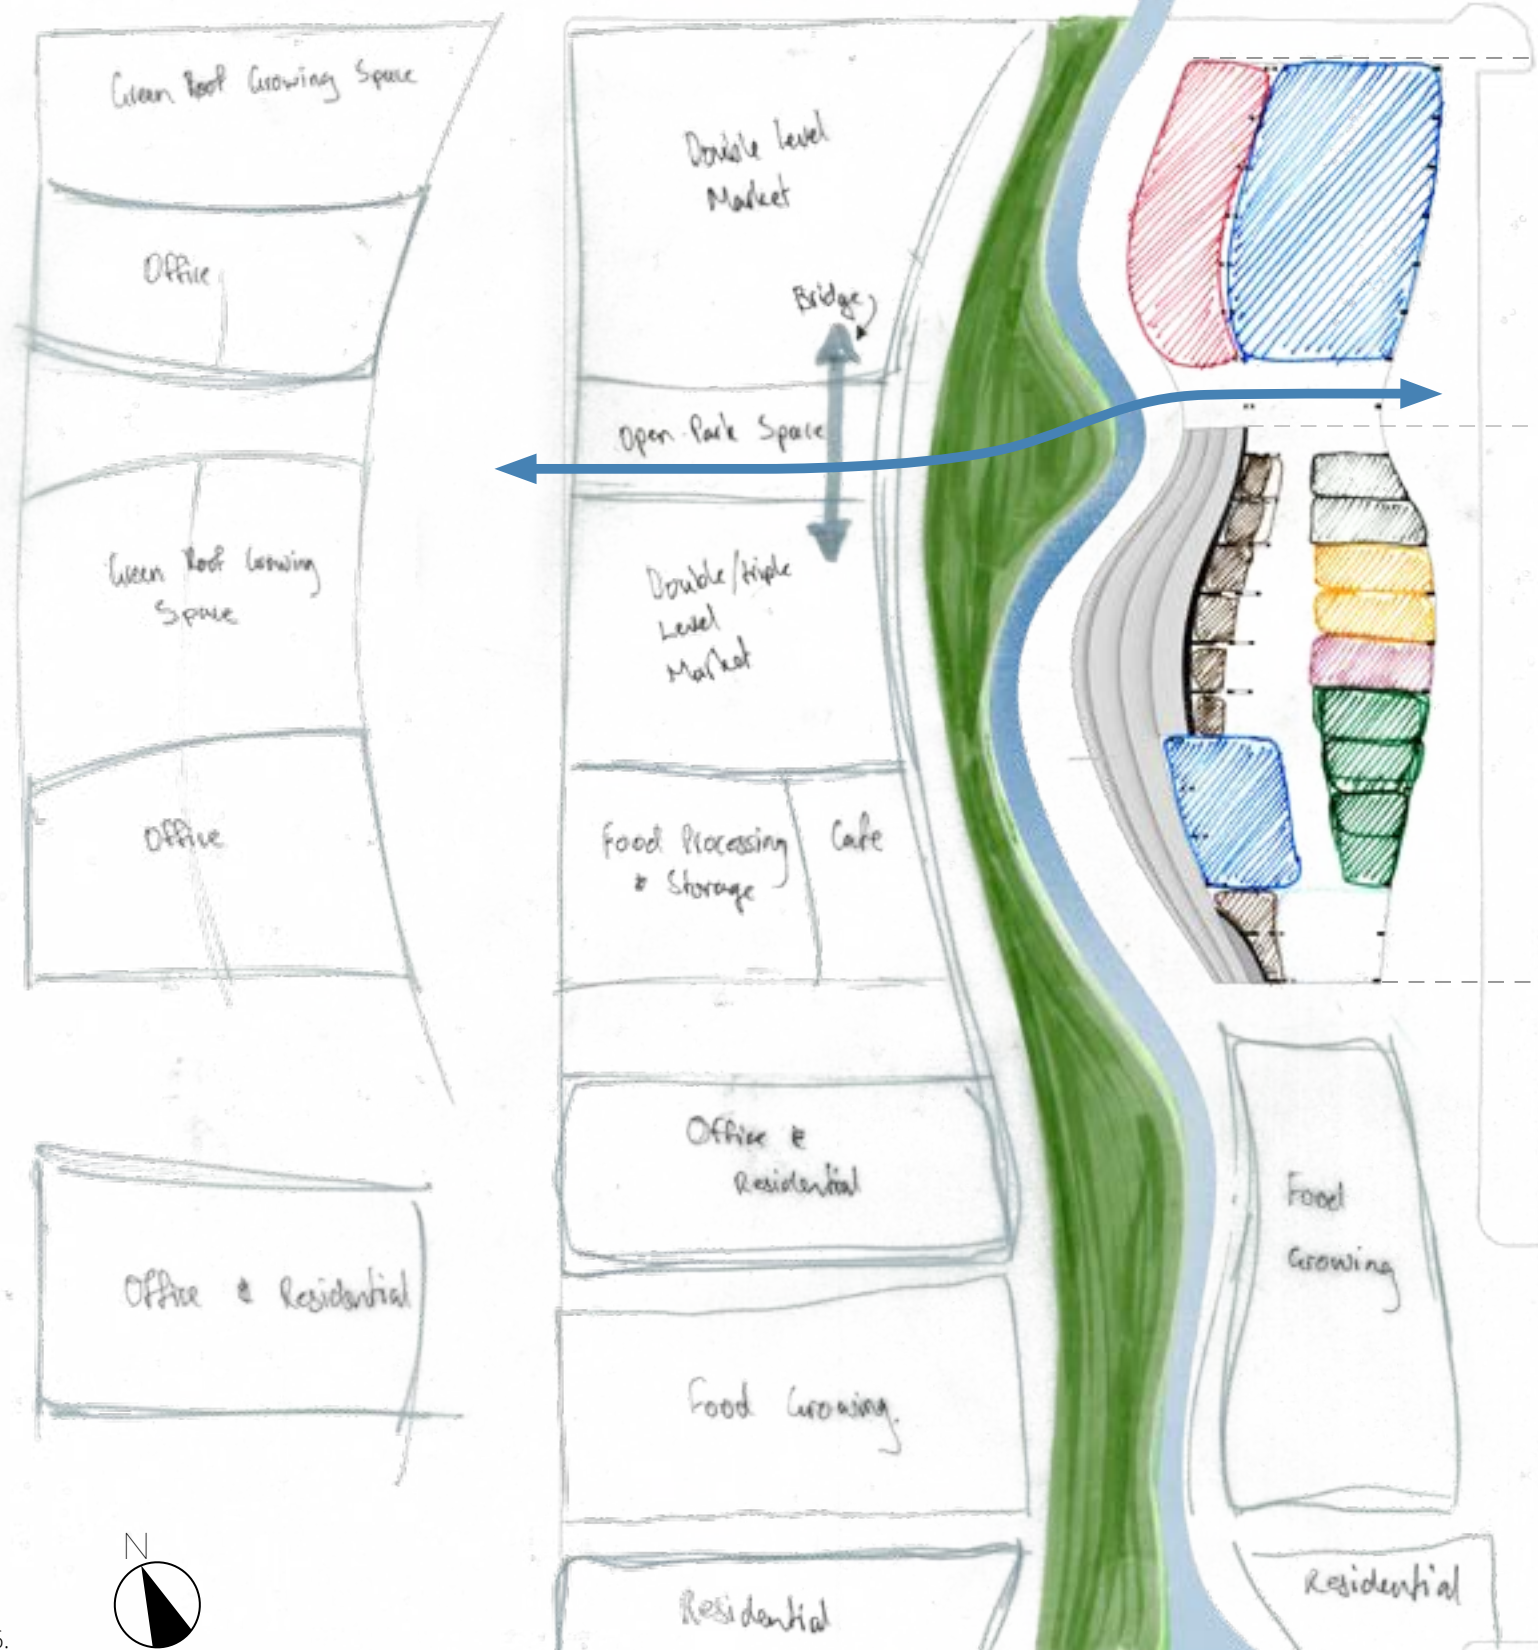 Green Roof Growing Space
Office
Green Roof Growing
Space
Office
Office & Residential
N
Double Level
Market
Bridge
Open Park Space
Double/triple
Level
Market
Food Processing
& Storage
Cafe
Office &
Residential
Food Growing.
Residential
Food
Growing
Residential